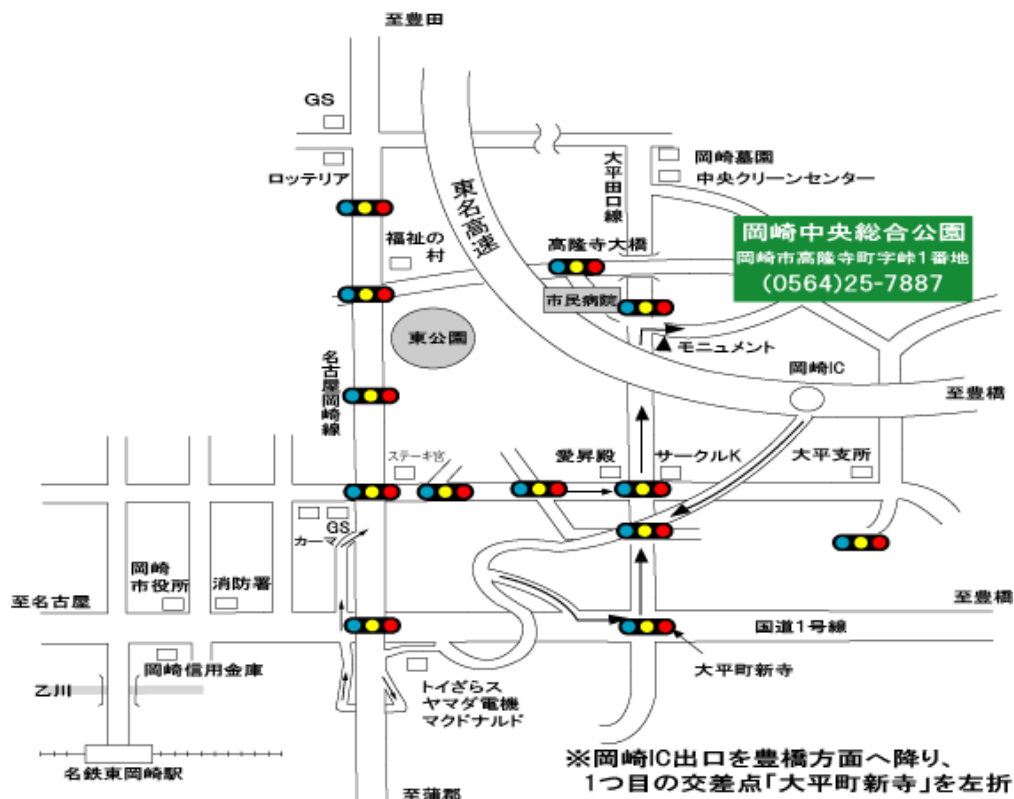 至豊田
GS
ロッテリア
東名高速
大平田口線
岡崎墓園
中央クリーンセンター
福祉の
村
高隆寺大橋
岡崎中央総合公園
岡崎市高隆寺町字峠1番地
(0564)25-7887
市民病院
東公園
モニュメント
岡崎IC
至豊橋
名古屋岡崎線
ステーキ宮
愛昇殿
サークルK
大平支所
GS
カーマ
岡崎
市役所
消防署
至名古屋
至豊橋
国道1号線
岡崎信用金庫
大平町新寺
乙川
トイざらス
ヤマダ電機
マクドナルド
名鉄東岡崎駅
至蒲郡
※岡崎IC出口を豊橋方面へ降り、
1つ目の交差点「大平町新寺」を左折